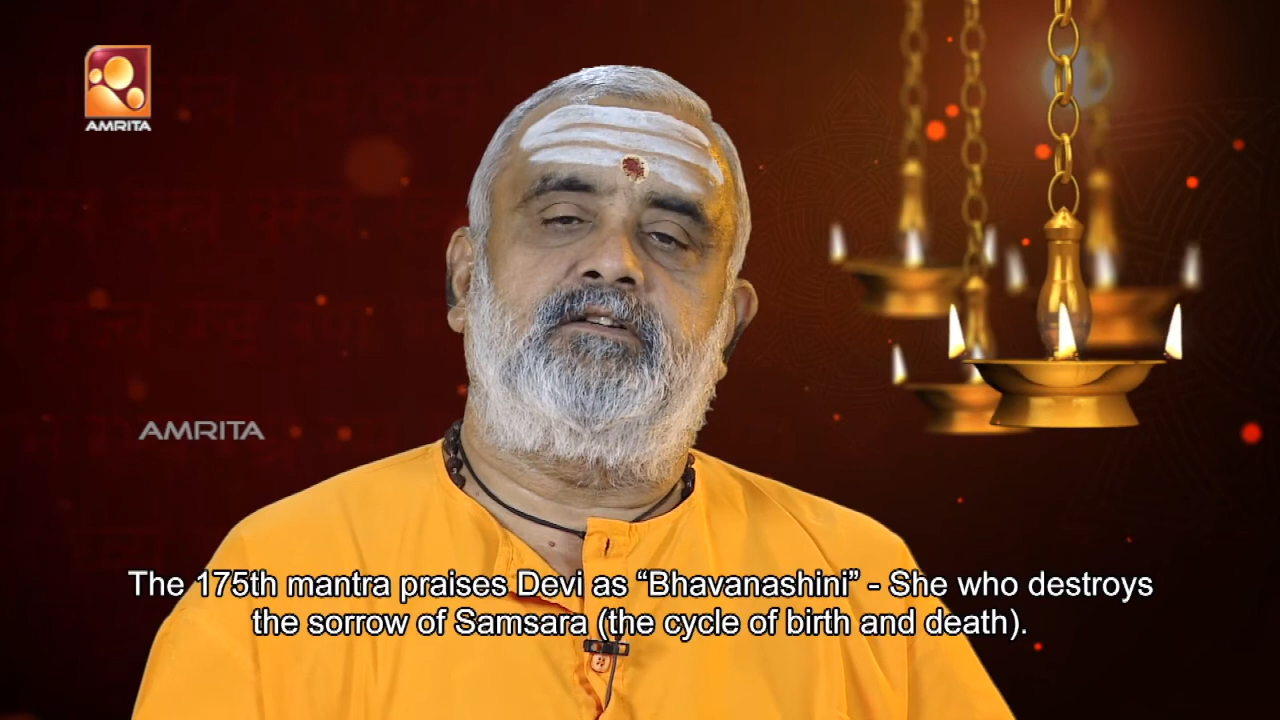 AMRITA
AMRITA
The 175th mantra praises Devi as “Bhavanashini” - She who destroys
the sorrow of Samsara (the cycle of birth and death).